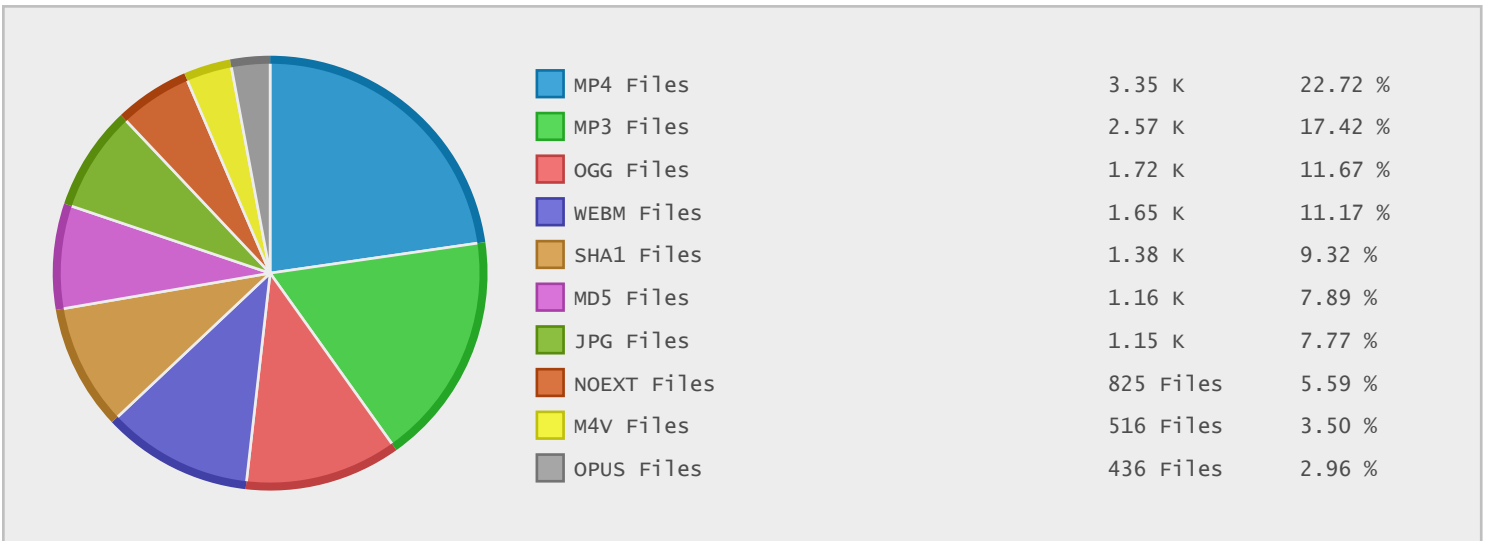 MP4 Files 3.35 K 22.72 %
MP3 Files 2.57 K 17.42 %
OGG Files 1.72 K 11.67 %
WEBM Files 1.65 K 11.17 %
SHA1 Files 1.38 K 9.32 %
MD5 Files 1.16 K 7.89 %
JPG Files 1.15 K 7.77 %
NOEXT Files 825 Files 5.59 %
M4V Files 516 Files 3.50 %
OPUS Files 436 Files 2.96 %